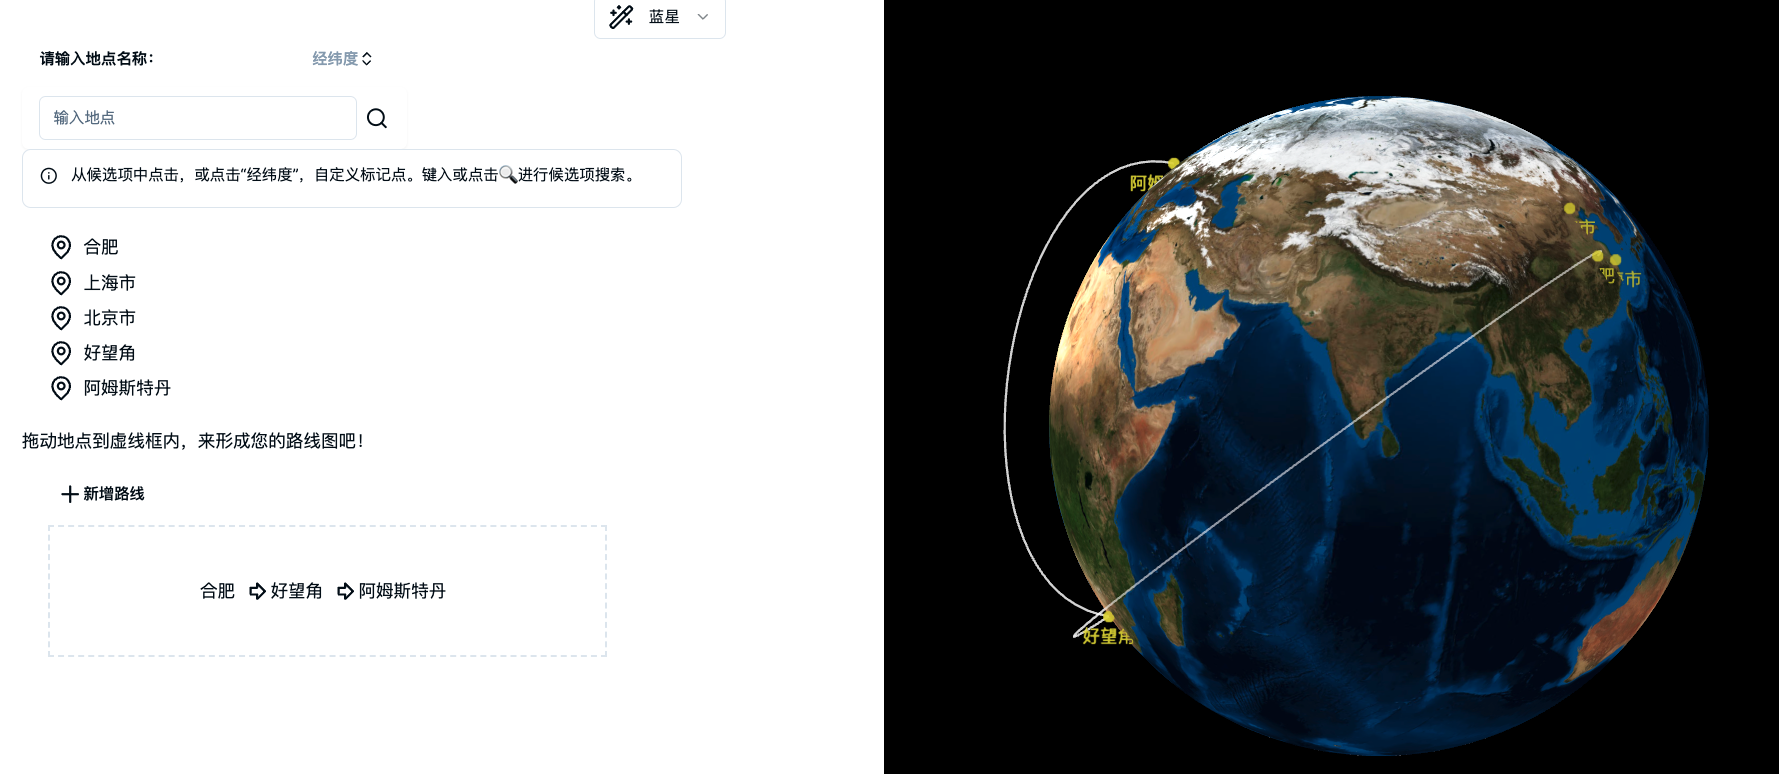 蓝星
请输入地点名称：
经纬度
输入地点
从候选项中点击，或点击“经纬度”，自定义标记点。键入或点击🔍进行候选项搜索。
合肥
上海市
北京市
好望角
阿姆斯特丹
拖动地点到虚线框内，来形成您的路线图吧！
新增路线
合肥 好望角 阿姆斯特丹
阿姆
市
肥 市
好望角